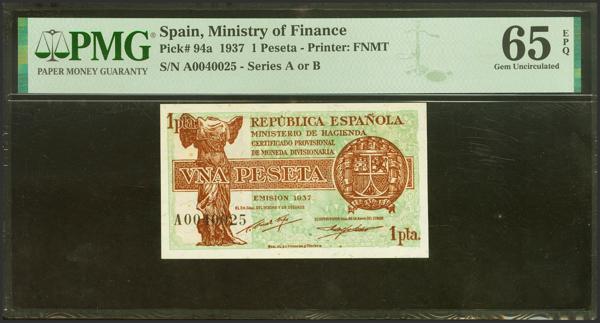 PMG
PAPER MONEY GUARANTY
Spain, Ministry of Finance
Pick# 94a 1937 1 Peseta - Printer: FNMT
S/N A0040025 - Series A or B
65 EPQ
Gem Uncirculated
1pta.
REPÚBLICA ESPAÑOLA
MINISTERIO DE HACIENDA
CERTIFICADO PROVISIONAL
DE MONEDA DIVISIONARIA
VNA PESETA
EMISION 1937
A0040025
1pta.